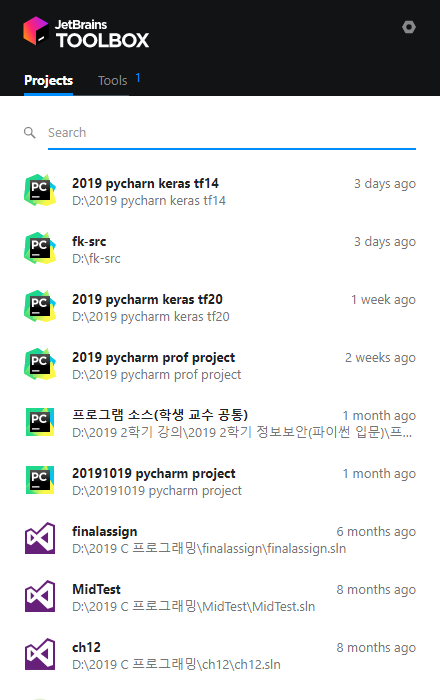 JetBrains
TOOLBOX
Projects
Tools 1
Search
PC
2019 pycharn keras tf14 3 days ago
D:\2019 pycharn keras tf14
PC
fk-src 3 days ago
D:\fk-src
PC
2019 pycharm keras tf20 1 week ago
D:\2019 pycharm keras tf20
PC
2019 pycharm prof project 2 weeks ago
D:\2019 pycharm prof project
PC
프로그램 소스(학생 교수 공통) 1 month ago
D:\2019 2학기 강의\2019 2학기 정보보안(파이썬 입문)\프...
PC
20191019 pycharm project 1 month ago
D:\20191019 pycharm project
finalassign 6 months ago
D:\2019 C 프로그래밍\finalassign\finalassign.sln
MidTest 8 months ago
D:\2019 C 프로그래밍\MidTest\MidTest.sln
ch12 8 months ago
D:\2019 C 프로그래밍\ch12\ch12.sln